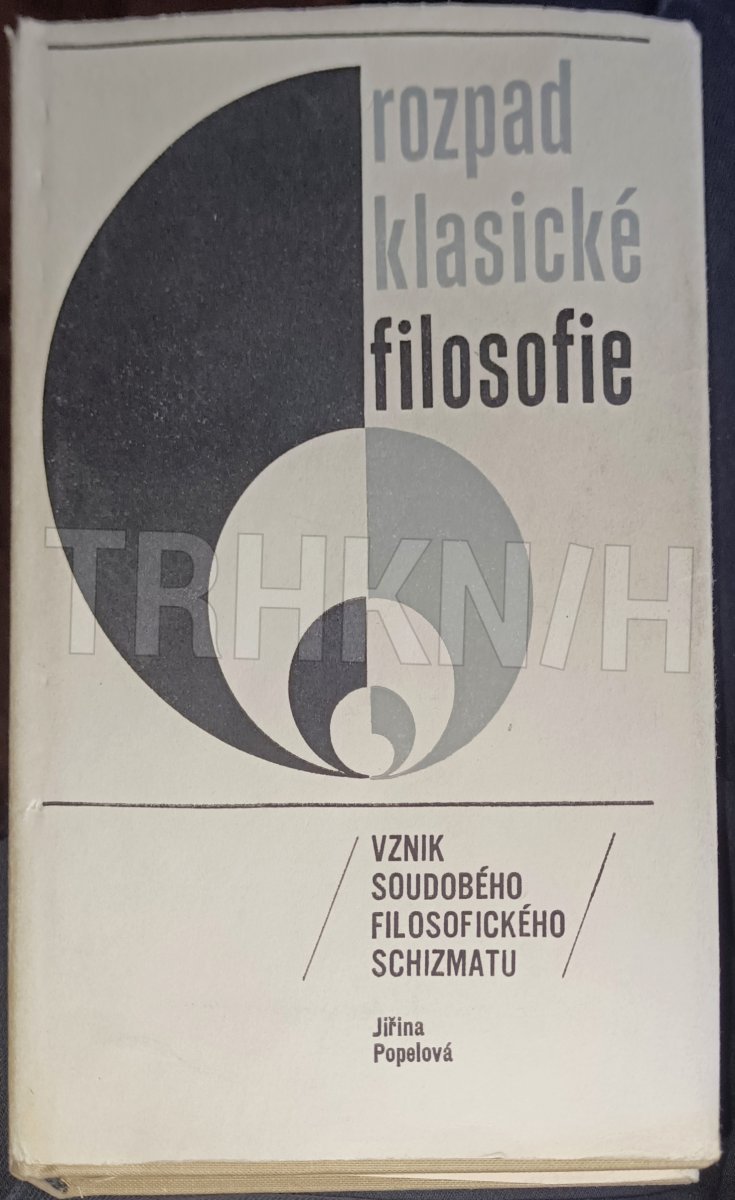 rozpad
klasické
filosofie
TRHKN/H
VZNIK
SOUDOBÉHO
FILOSOFICKÉHO
SCHIZMATU
Jiřina
Popelová